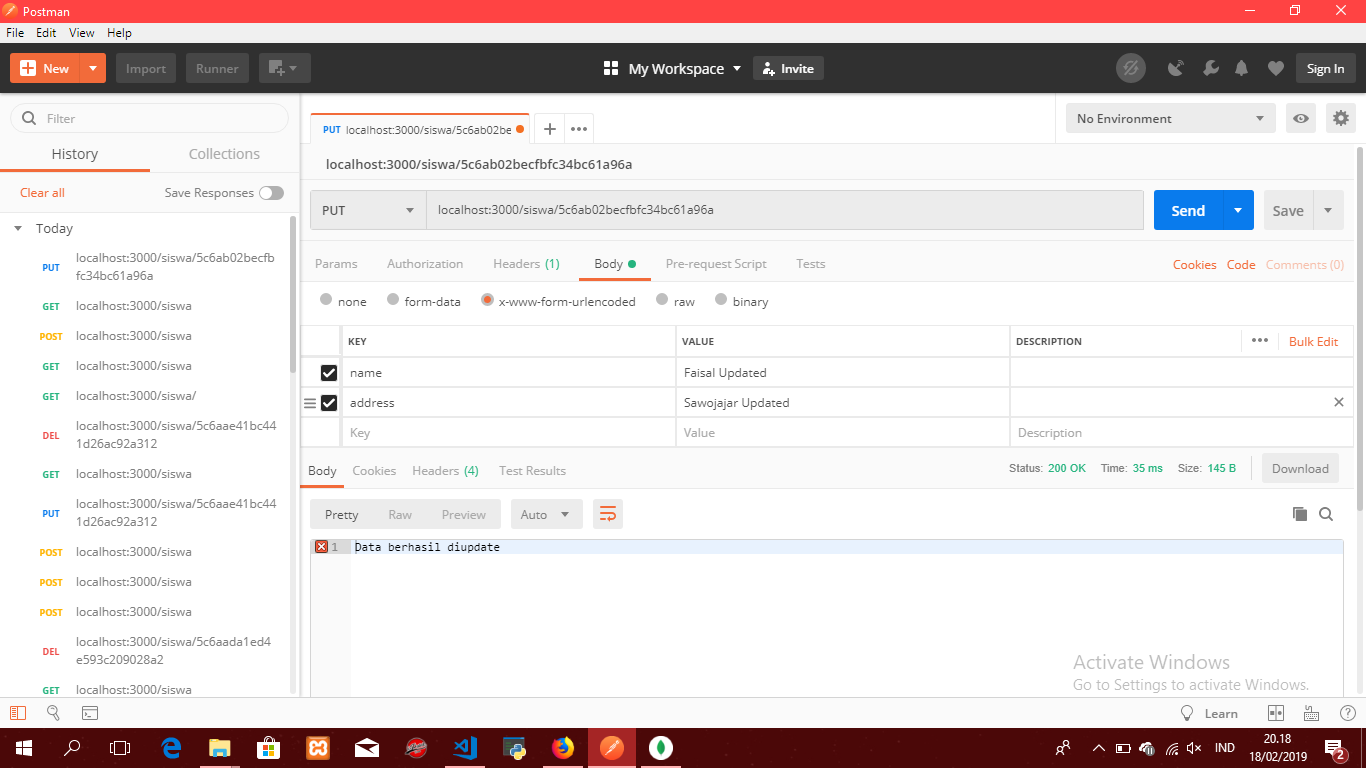 Postman
File Edit View Help
New Import Runner My Workspace Invite Sign In
Filter
History Collections
Clear all Save Responses
Today
PUT localhost:3000/siswa/5c6ab02becfb
fc34bc61a96a
GET localhost:3000/siswa
POST localhost:3000/siswa
GET localhost:3000/siswa
GET localhost:3000/siswa/
DEL localhost:3000/siswa/5c6aae41bc44
1d26ac92a312
GET localhost:3000/siswa
PUT localhost:3000/siswa/5c6aae41bc44
1d26ac92a312
POST localhost:3000/siswa
POST localhost:3000/siswa
POST localhost:3000/siswa
DEL localhost:3000/siswa/5c6aada1ed4
e593c209028a2
GET localhost:3000/siswa
PUT localhost:3000/siswa/5c6ab02be
No Environment
localhost:3000/siswa/5c6ab02becfbfc34bc61a96a
PUT localhost:3000/siswa/5c6ab02becfbfc34bc61a96a Send Save
Params Authorization Headers (1) Body Pre-request Script Tests Cookies Code Comments (0)
none form-data x-www-form-urlencoded raw binary
KEY VALUE DESCRIPTION Bulk Edit
name Faisal Updated
address Sawojajar Updated
Key Value Description
Body Cookies Headers (4) Test Results Status: 200 OK Time: 35 ms Size: 145 B Download
Pretty Raw Preview Auto
1 Data berhasil diupdate
Activate Windows
Go to Settings to activate Windows.
Learn
IND 20.18
18/02/2019 2